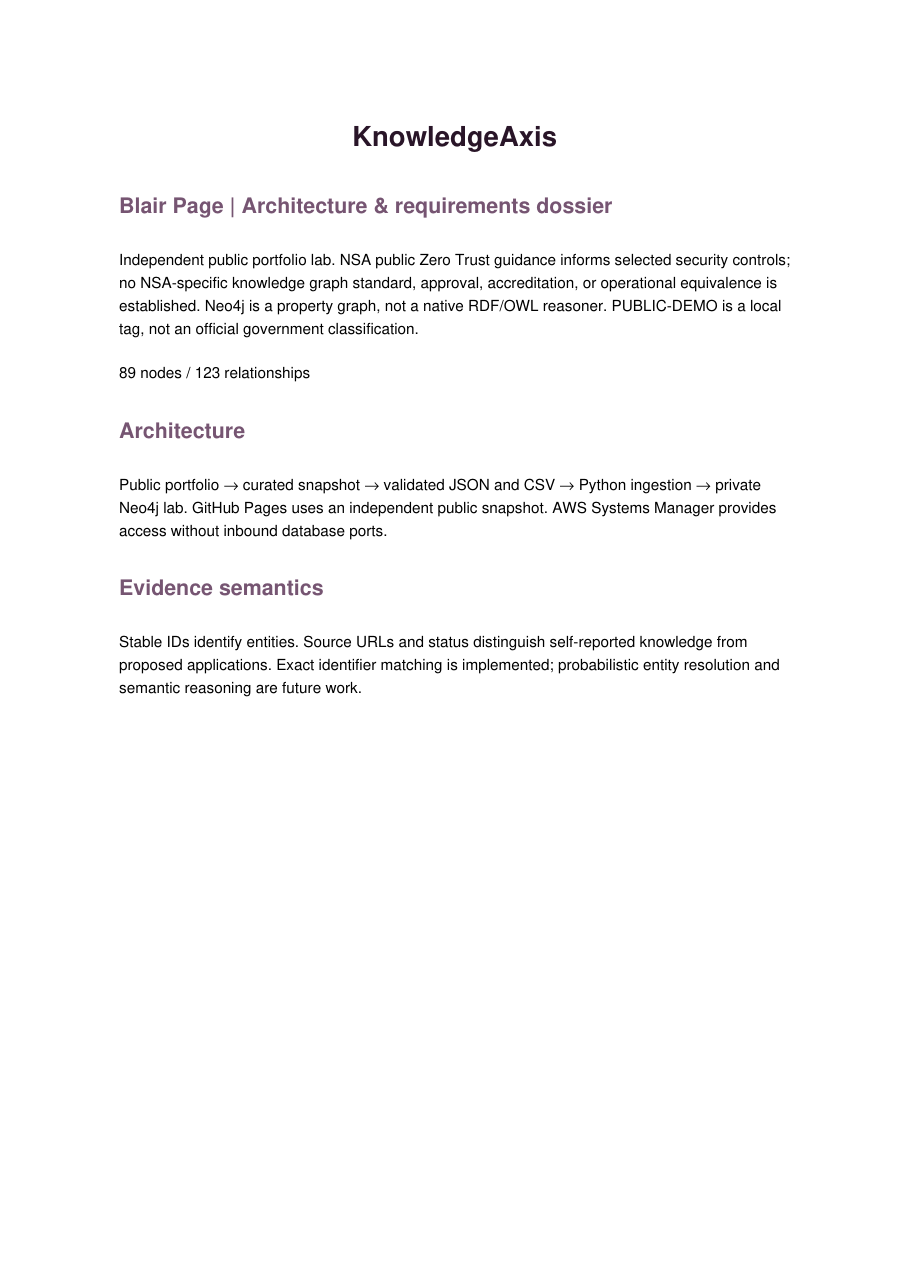 KnowledgeAxis
Blair Page | Architecture & requirements dossier
Independent public portfolio lab. NSA public Zero Trust guidance informs selected security controls;
no NSA-specific knowledge graph standard, approval, accreditation, or operational equivalence is
established. Neo4j is a property graph, not a native RDF/OWL reasoner. PUBLIC-DEMO is a local
tag, not an official government classification.
89 nodes / 123 relationships
Architecture
Public portfolio → curated snapshot → validated JSON and CSV → Python ingestion → private
Neo4j lab. GitHub Pages uses an independent public snapshot. AWS Systems Manager provides
access without inbound database ports.
Evidence semantics
Stable IDs identify entities. Source URLs and status distinguish self-reported knowledge from
proposed applications. Exact identifier matching is implemented; probabilistic entity resolution and
semantic reasoning are future work.